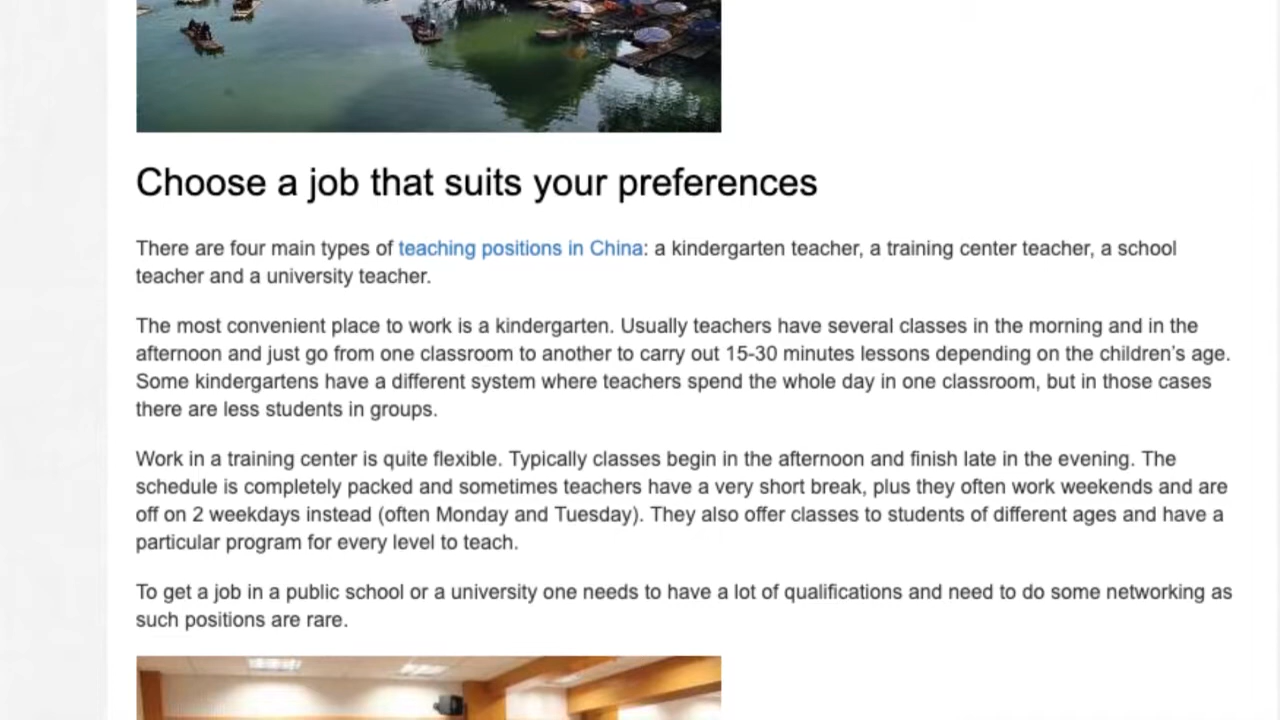 Choose a job that suits your preferences
There are four main types of teaching positions in China: a kindergarten teacher, a training center teacher, a school
teacher and a university teacher.
The most convenient place to work is a kindergarten. Usually teachers have several classes in the morning and in the
afternoon and just go from one classroom to another to carry out 15-30 minutes lessons depending on the children’s age.
Some kindergartens have a different system where teachers spend the whole day in one classroom, but in those cases
there are less students in groups.
Work in a training center is quite flexible. Typically classes begin in the afternoon and finish late in the evening. The
schedule is completely packed and sometimes teachers have a very short break, plus they often work weekends and are
off on 2 weekdays instead (often Monday and Tuesday). They also offer classes to students of different ages and have a
particular program for every level to teach.
To get a job in a public school or a university one needs to have a lot of qualifications and need to do some networking as
such positions are rare.